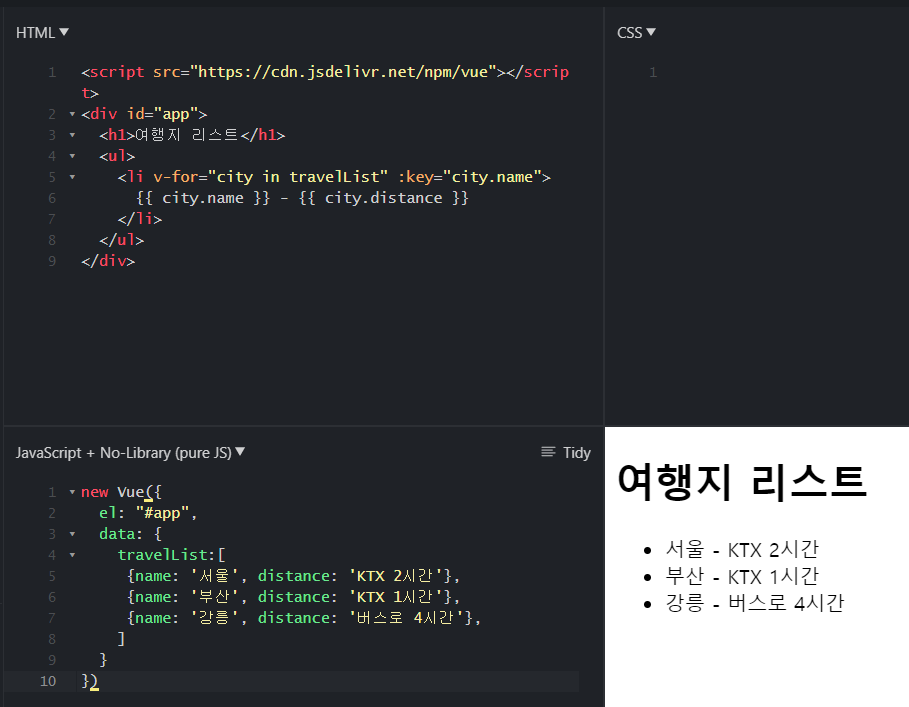 HTML ▼
1 <script src="https://cdn.jsdelivr.net/npm/vue"></scrip
t>
2 <div id="app">
3 <h1>여행지 리스트</h1>
4 <ul>
5 <li v-for="city in travelList" :key="city.name">
6 {{ city.name }} - {{ city.distance }}
7 </li>
8 </ul>
9 </div>
CSS ▼
1
JavaScript + No-Library (pure JS) ▼ Tidy
1 new Vue({
2 el: "#app",
3 data: {
4 travelList:[
5 {name: '서울', distance: 'KTX 2시간'},
6 {name: '부산', distance: 'KTX 1시간'},
7 {name: '강릉', distance: '버스로 4시간'},
8 ]
9 }
10 })
여행지 리스트
• 서울 - KTX 2시간
• 부산 - KTX 1시간
• 강릉 - 버스로 4시간